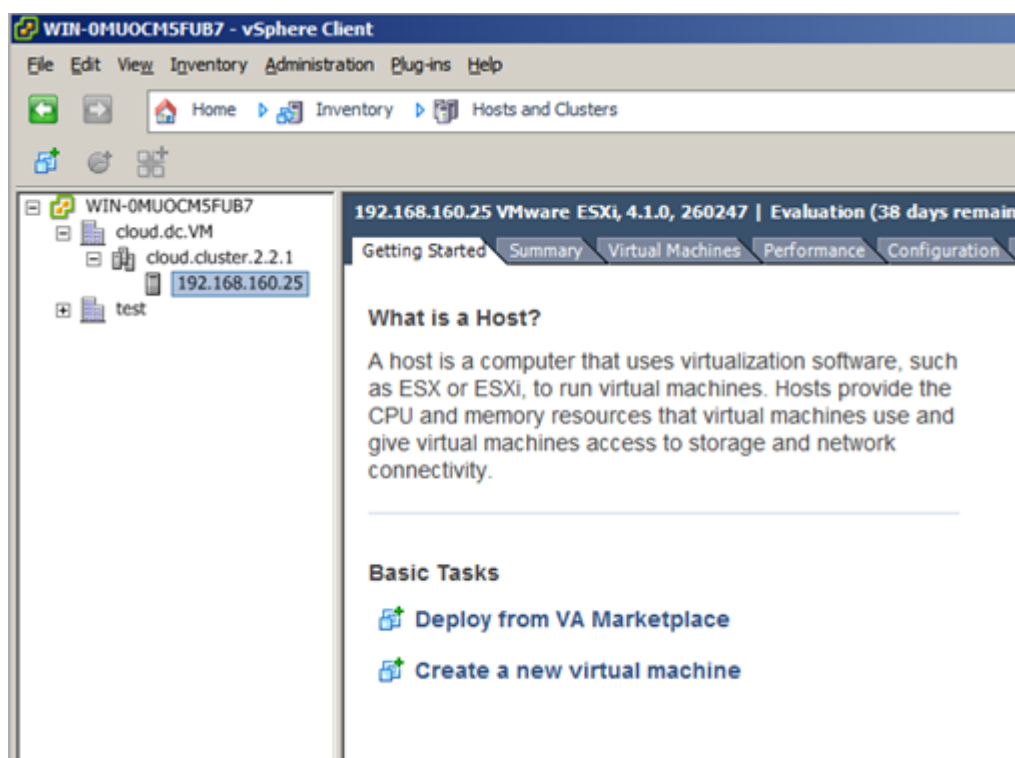 WIN-0MUOCM5FUB7 - vSphere Client
File Edit View Inventory Administration Plug-ins Help
Home Inventory Hosts and Clusters
WIN-0MUOCM5FUB7
cloud.dc.VM
cloud.cluster.2.2.1
192.168.160.25
test
192.168.160.25 VMware ESXi, 4.1.0, 260247 | Evaluation (38 days remain
Getting Started Summary Virtual Machines Performance Configuration
What is a Host?
A host is a computer that uses virtualization software, such
as ESX or ESXi, to run virtual machines. Hosts provide the
CPU and memory resources that virtual machines use and
give virtual machines access to storage and network
connectivity.
Basic Tasks
Deploy from VA Marketplace
Create a new virtual machine